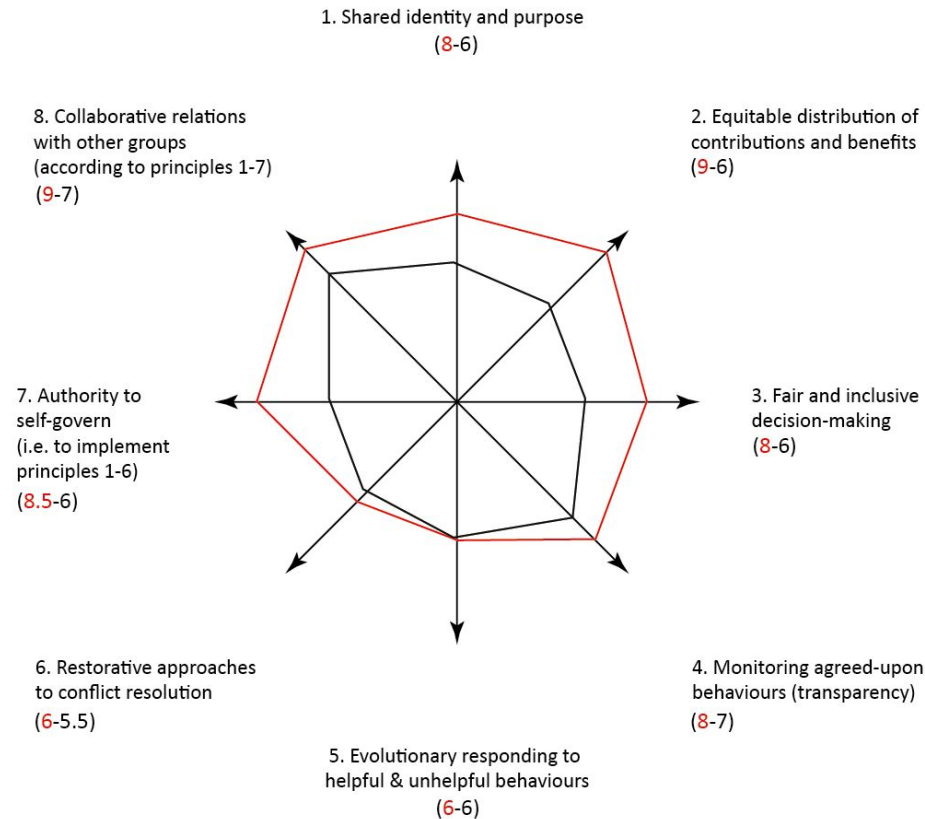 1. Shared identity and purpose
(8-6)
8. Collaborative relations
with other groups
(according to principles 1-7)
(9-7)
2. Equitable distribution of
contributions and benefits
(9-6)
7. Authority to
self-govern
(i.e. to implement
principles 1-6)
(8.5-6)
3. Fair and inclusive
decision-making
(8-6)
6. Restorative approaches
to conflict resolution
(6-5.5)
4. Monitoring agreed-upon
behaviours (transparency)
(8-7)
5. Evolutionary responding to
helpful & unhelpful behaviours
(6-6)